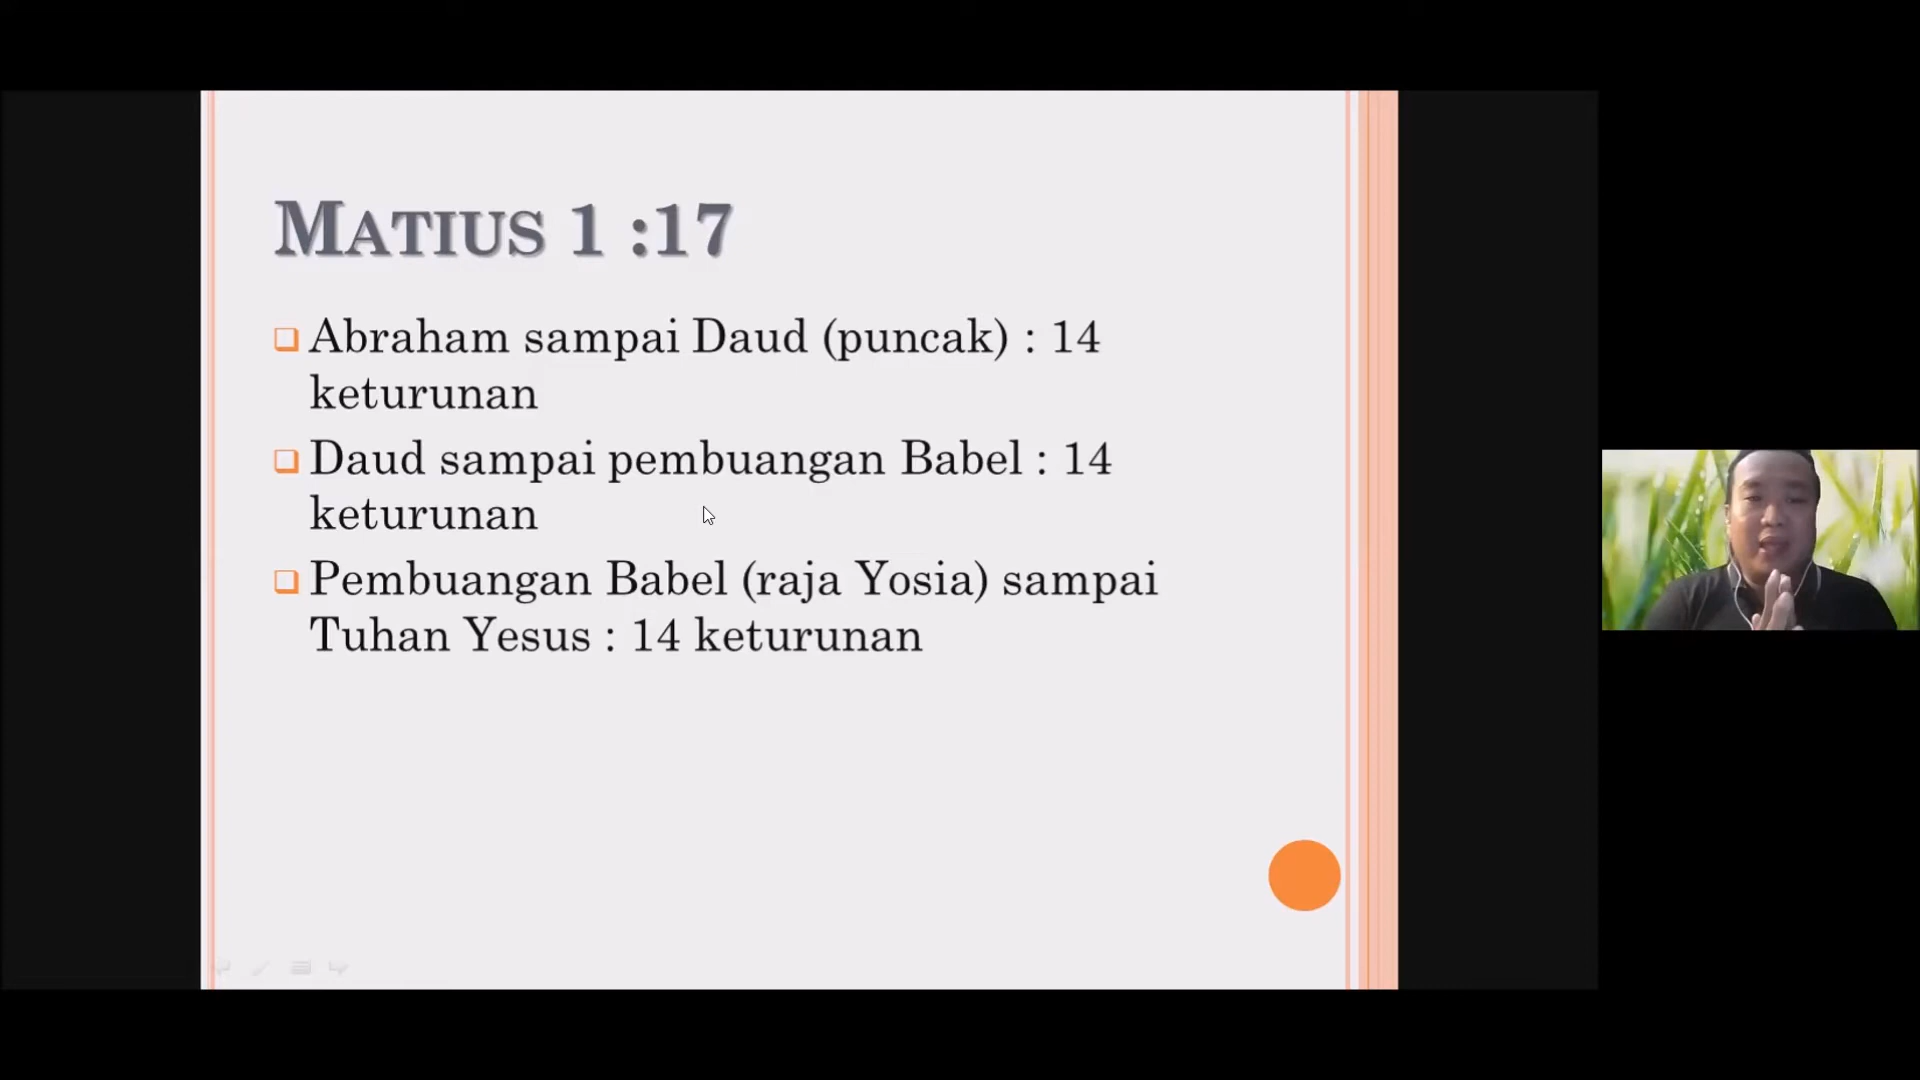 MATIUS 1 :17
Abraham sampai Daud (puncak) : 14
keturunan
Daud sampai pembuangan Babel : 14
keturunan
Pembuangan Babel (raja Yosia) sampai
Tuhan Yesus : 14 keturunan